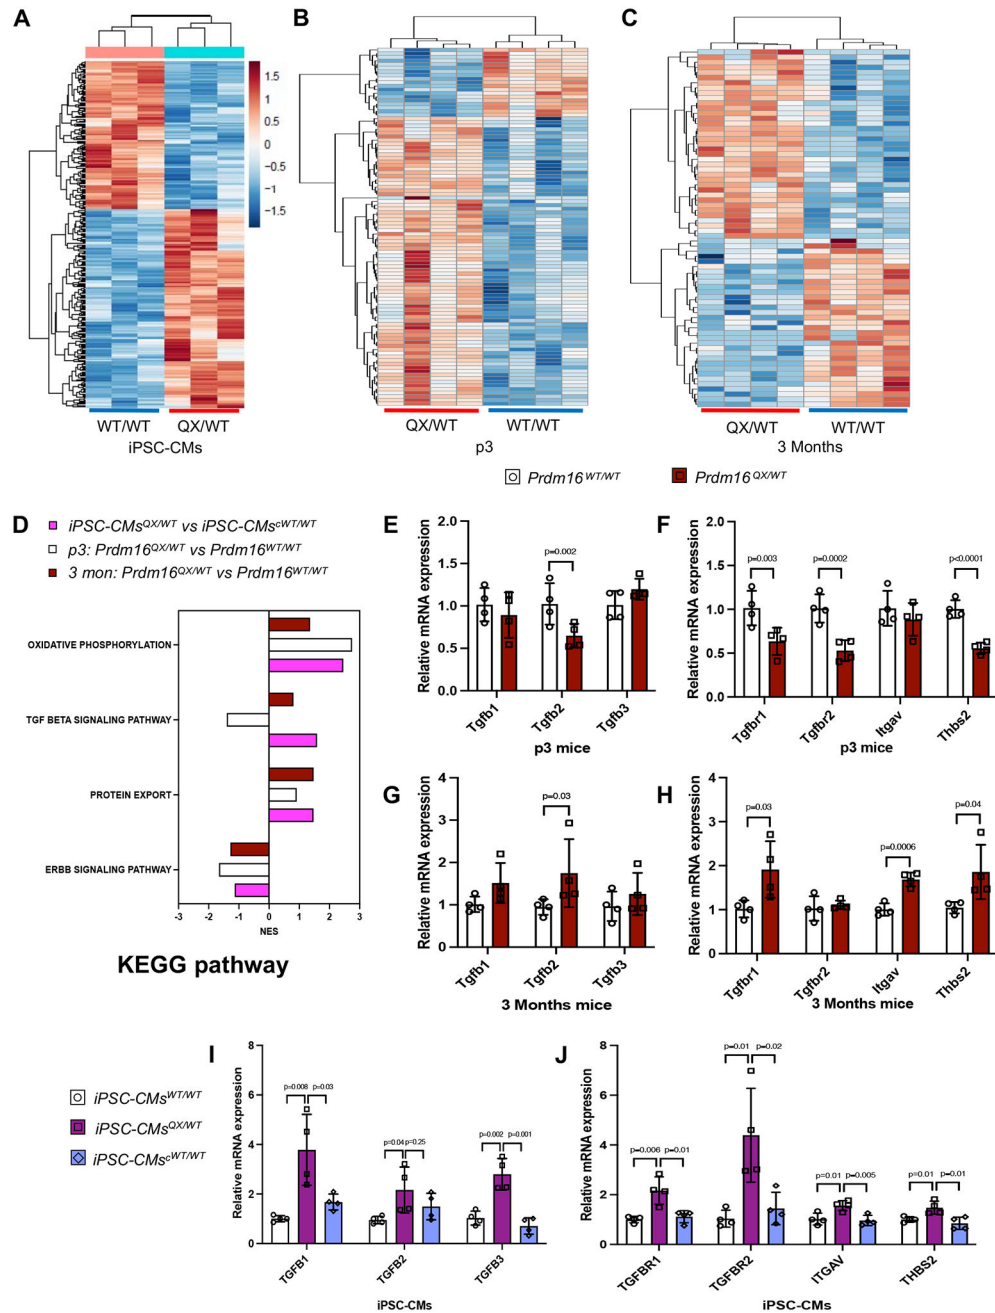 A
B
C
1.5
1
0.5
0
−0.5
−1
−1.5
WT/WT QX/WT
iPSC-CMs
QX/WT WT/WT
p3
QX/WT WT/WT
3 Months
Prdm16 WT/WT Prdm16 QX/WT
D
iPSC-CMsQX/WT vs iPSC-CMscWT/WT
p3: Prdm16QX/WT vs Prdm16WT/WT
3 mon: Prdm16QX/WT vs Prdm16WT/WT
OXIDATIVE PHOSPHORYLATION
TGF BETA SIGNALING PATHWAY
PROTEIN EXPORT
ERBB SIGNALING PATHWAY
-3 -2 -1 0 1 2 3
NES
KEGG pathway
E
Relative mRNA expression
2.0
1.5
1.0
0.5
0.0
p=0.002
Tgfb1 Tgfb2 Tgfb3
p3 mice
F
Relative mRNA expression
2.0
1.5
1.0
0.5
0.0
p=0.003 p=0.0002 p<0.0001
Tgfbr1 Tgfbr2 Itgav Thbs2
p3 mice
G
Relative mRNA expression
4
3
2
1
0
p=0.03
Tgfb1 Tgfb2 Tgfb3
3 Months mice
H
Relative mRNA expression
4
3
2
1
0
p=0.03 p=0.0006 p=0.04
Tgfbr1 Tgfbr2 Itgav Thbs2
3 Months mice
iPSC-CMsWT/WT
iPSC-CMsQX/WT
iPSC-CMscWT/WT
I
Relative mRNA expression
8
6
4
2
0
p=0.008 p=0.03 p=0.04 p=0.25 p=0.002 p=0.001
TGFB1 TGFB2 TGFB3
iPSC-CMs
J
Relative mRNA expression
8
6
4
2
0
p=0.006 p=0.01 p=0.01 p=0.02 p=0.01 p=0.005 p=0.01 p=0.01
TGFBR1 TGFBR2 ITGAV THBS2
iPSC-CMs